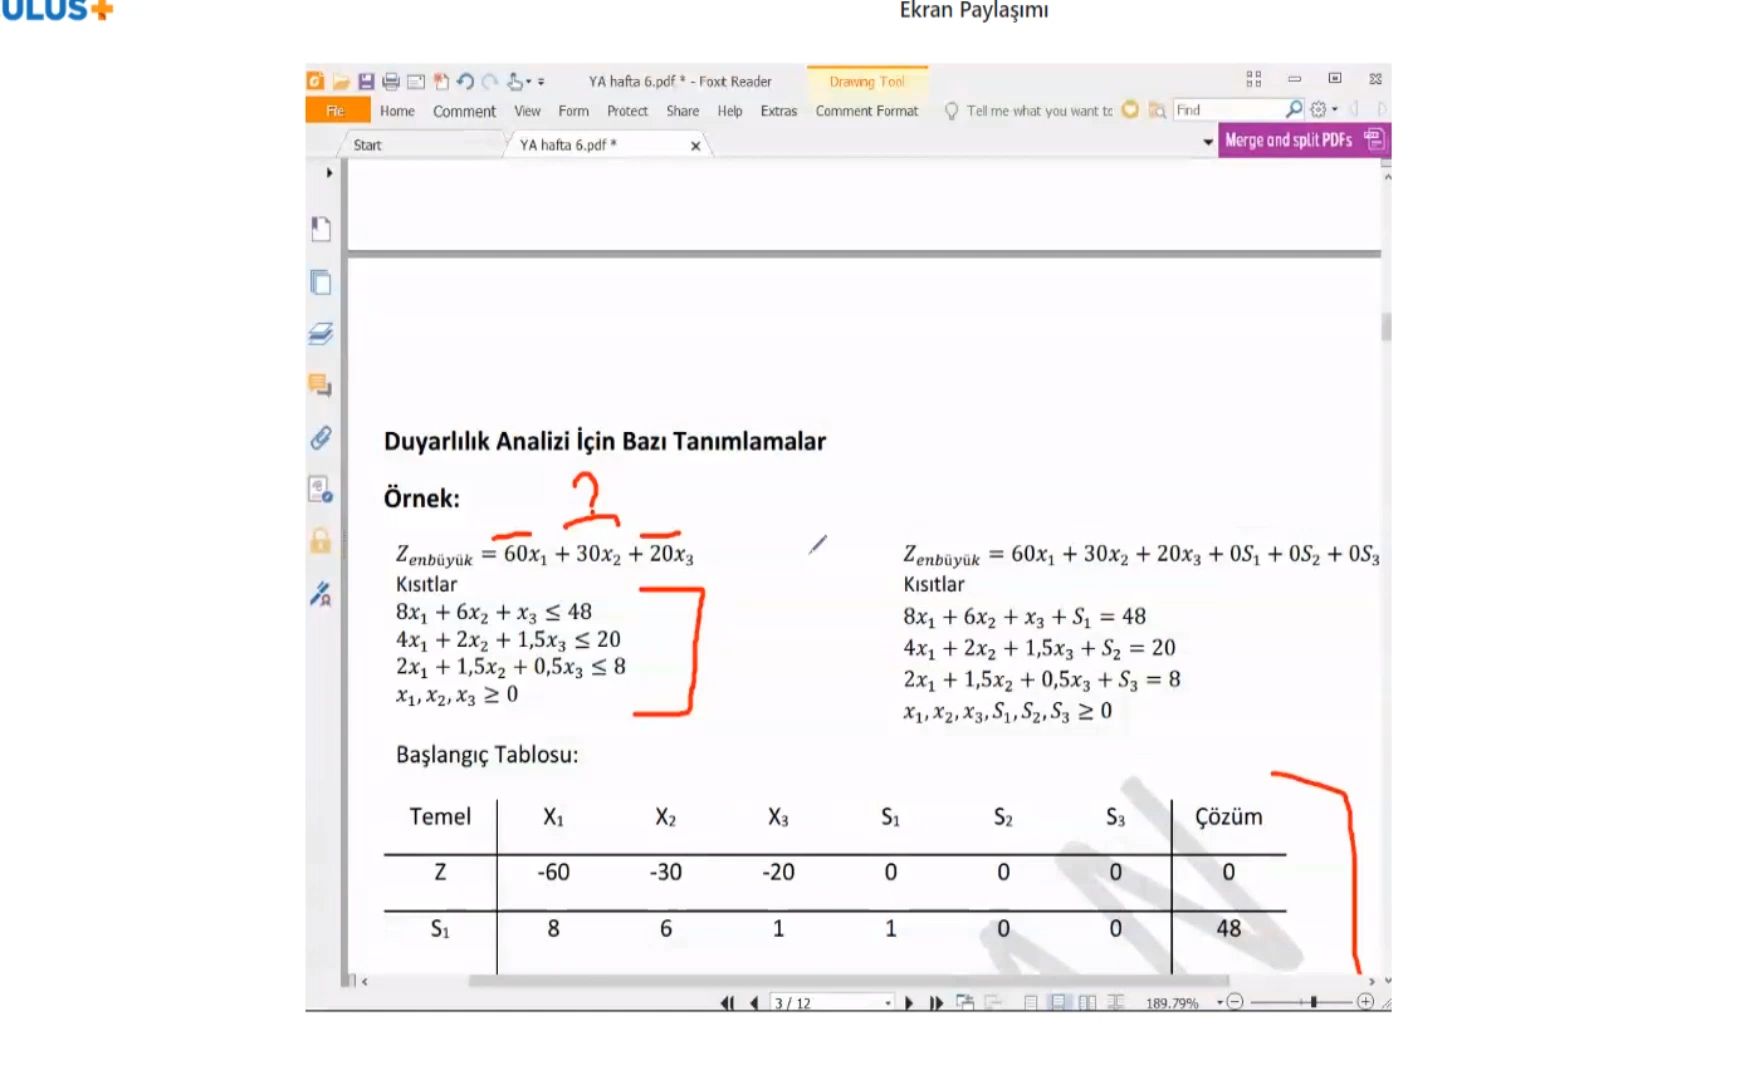 ULUS+
Ekran Paylaşımı
YA hafta 6.pdf * - Foxit Reader
Drawing Tool
File Home Comment View Form Protect Share Help Extras Comment Format Tell me what you want tc Find
Start YA hafta 6.pdf * Merge and split PDFs
Duyarlılık Analizi İçin Bazı Tanımlamalar
?
Örnek:
Z enbüyük = 60x₁ + 30x₂ + 20x₃
Kısıtlar
8x₁ + 6x₂ + x₃ ≤ 48
4x₁ + 2x₂ + 1,5x₃ ≤ 20
2x₁ + 1,5x₂ + 0,5x₃ ≤ 8
x₁, x₂, x₃ ≥ 0
Z enbüyük = 60x₁ + 30x₂ + 20x₃ + 0S₁ + 0S₂ + 0S₃
Kısıtlar
8x₁ + 6x₂ + x₃ + S₁ = 48
4x₁ + 2x₂ + 1,5x₃ + S₂ = 20
2x₁ + 1,5x₂ + 0,5x₃ + S₃ = 8
x₁, x₂, x₃, S₁, S₂, S₃ ≥ 0
Başlangıç Tablosu:
Temel X₁ X₂ X₃ S₁ S₂ S₃ Çözüm
Z -60 -30 -20 0 0 0 0
S₁ 8 6 1 1 0 0 48
3 / 12
189.79%